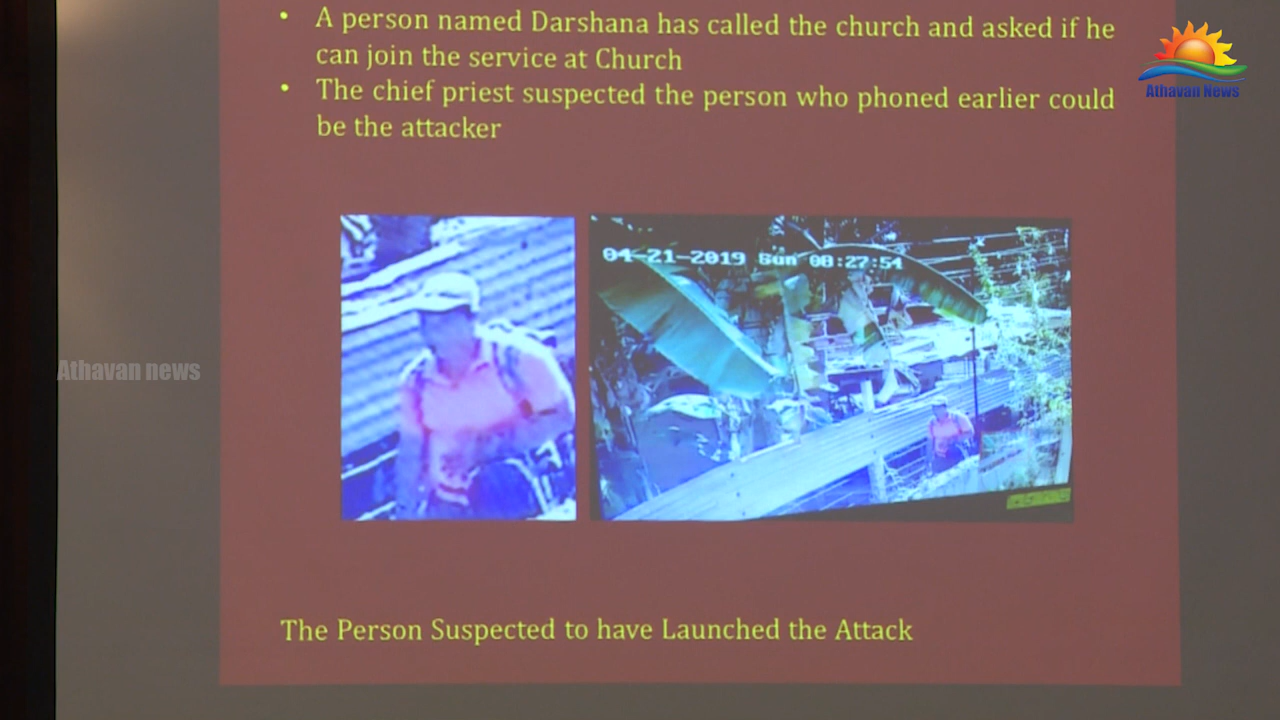 • A person named Darshana has called the church and asked if he
can join the service at Church
• The chief priest suspected the person who phoned earlier could
be the attacker
Athavan News
04-21-2019 Sun 08:27:54
Athavan news
The Person Suspected to have Launched the Attack